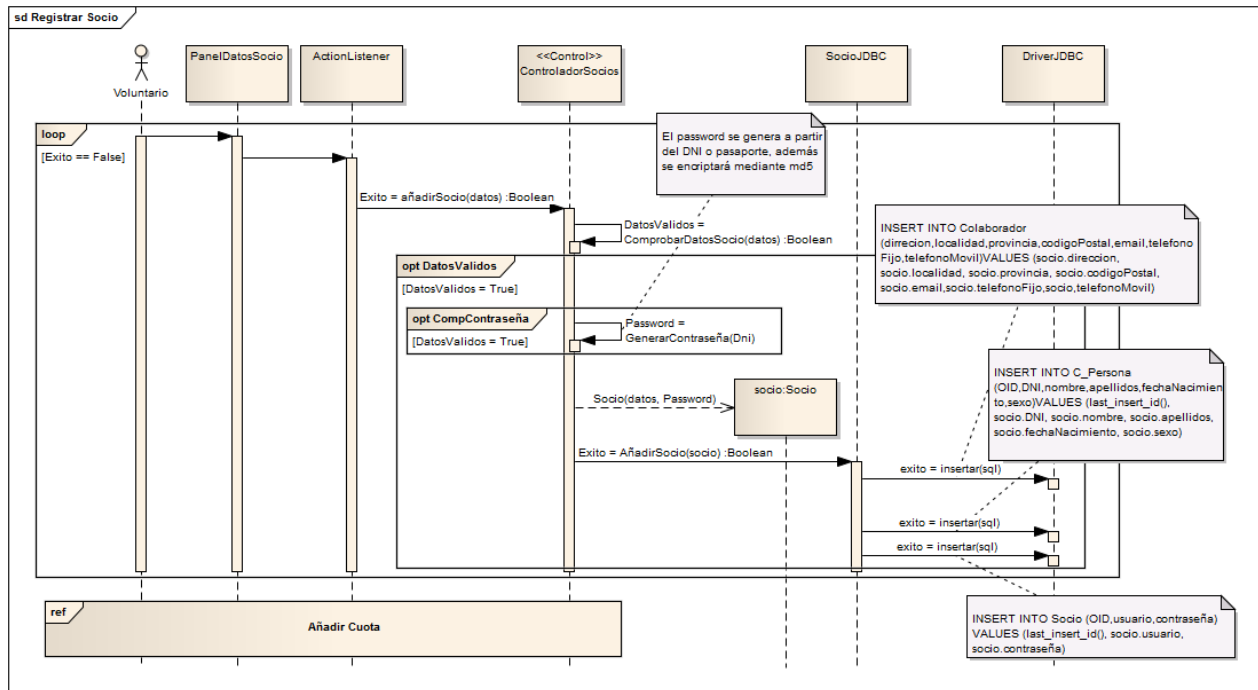 sd Registrar Socio
Voluntario
PanelDatosSocio
ActionListener
<<Control>>
ControladorSocios
SocioJDBC
DriverJDBC
loop
[Exito == False]
El password se genera a partir
del DNI o pasaporte, además
se encriptará mediante md5
Exito = añadirSocio(datos) :Boolean
DatosValidos =
ComprobarDatosSocio(datos) :Boolean
INSERT INTO Colaborador
(dirrecion,localidad,provincia,codigoPostal,email,telefono
Fijo,telefonoMovil)VALUES (socio.direccion,
socio.localidad, socio.provincia, socio.codigoPostal,
socio.email,socio.telefonoFijo,socio,telefonoMovil)
opt DatosValidos
[DatosValidos = True]
opt CompContraseña
[DatosValidos = True]
Password =
GenerarContraseña(Dni)
INSERT INTO C_Persona
(OID,DNI,nombre,apellidos,fechaNacimien
to,sexo)VALUES (last_insert_id(),
socio.DNI, socio.nombre, socio.apellidos,
socio.fechaNacimiento, socio.sexo)
Socio(datos, Password)
socio:Socio
Exito = AñadirSocio(socio) :Boolean
exito = insertar(sql)
exito = insertar(sql)
exito = insertar(sql)
ref
Añadir Cuota
INSERT INTO Socio (OID,usuario,contraseña)
VALUES (last_insert_id(), socio.usuario,
socio.contraseña)